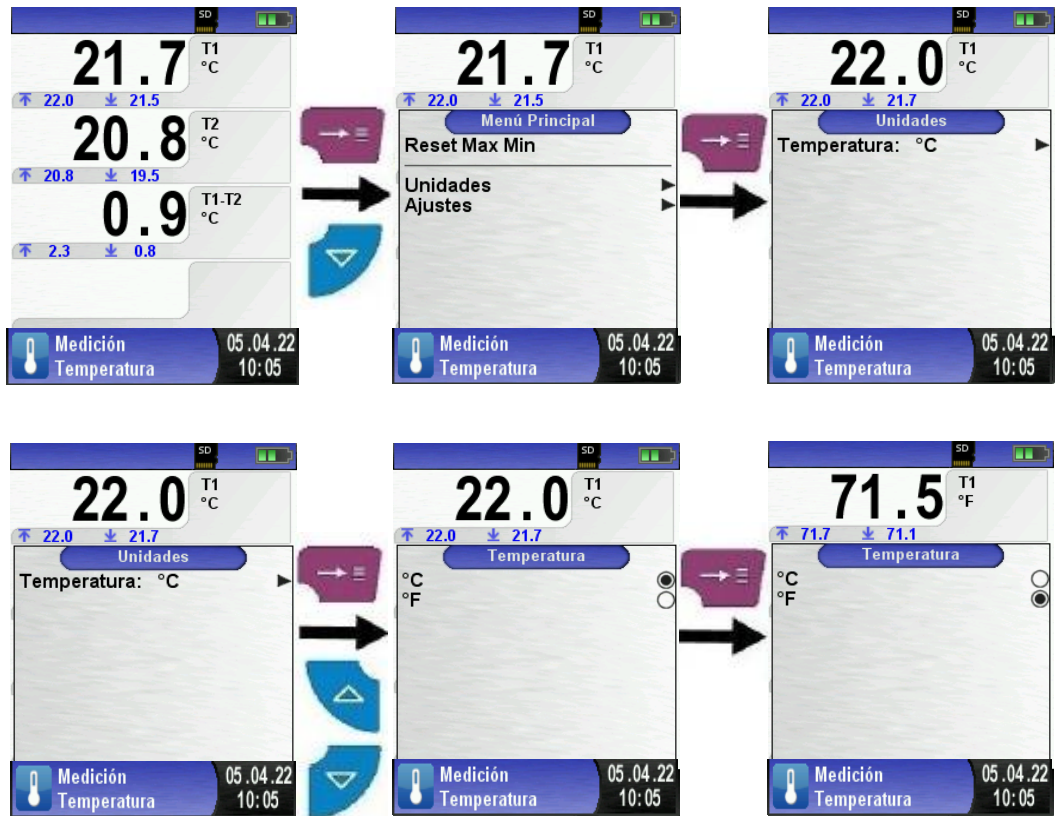 SD
21.7 T1 °C
22.0 21.5
20.8 T2 °C
20.8 19.5
0.9 T1-T2 °C
2.3 0.8
Medición
Temperatura
05.04.22
10:05
SD
21.7 T1 °C
22.0 21.5
Menú Principal
Reset Max Min
Unidades
Ajustes
Medición
Temperatura
05.04.22
10:05
SD
22.0 T1 °C
22.0 21.7
Unidades
Temperatura: °C
Medición
Temperatura
05.04.22
10:05
SD
22.0 T1 °C
22.0 21.7
Unidades
Temperatura: °C
Medición
Temperatura
05.04.22
10:05
SD
22.0 T1 °C
22.0 21.7
Temperatura
°C
°F
Medición
Temperatura
05.04.22
10:05
SD
71.5 T1 °F
71.7 71.1
Temperatura
°C
°F
Medición
Temperatura
05.04.22
10:05